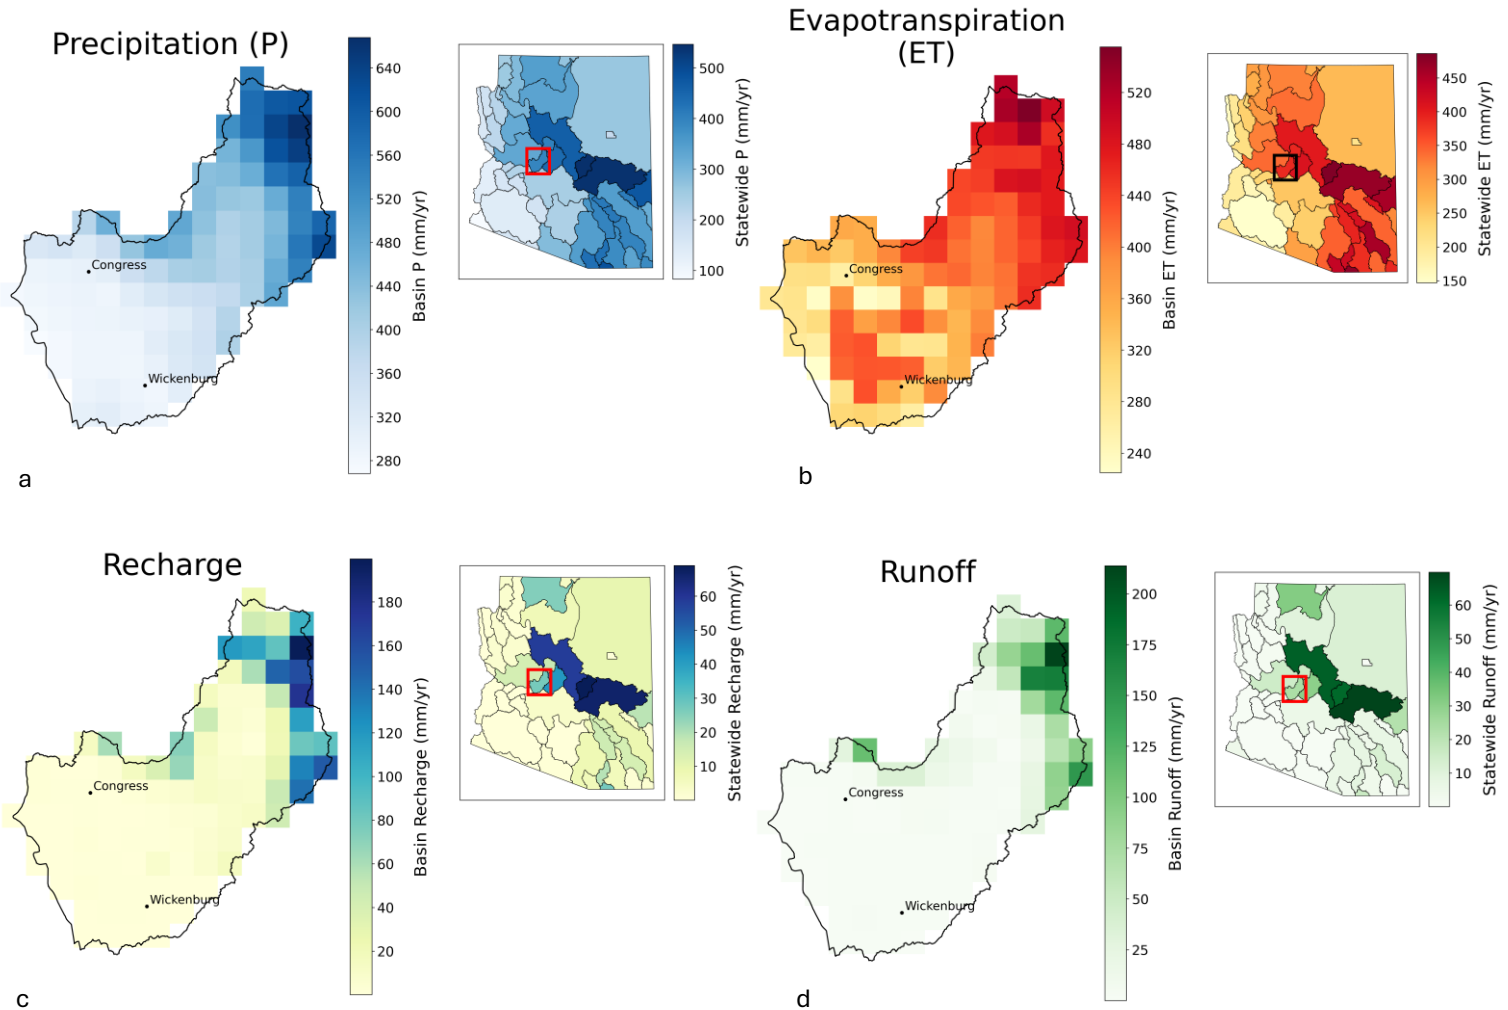 Precipitation (P)
640
600
560
520
480
440
400
360
320
280
Basin P (mm/yr)
Congress
Wickenburg
500
400
300
200
100
Statewide P (mm/yr)
a
Evapotranspiration
(ET)
520
480
440
400
360
320
280
240
Basin ET (mm/yr)
Congress
Wickenburg
450
400
350
300
250
200
150
Statewide ET (mm/yr)
b
Recharge
180
160
140
120
100
80
60
40
20
Basin Recharge (mm/yr)
Congress
Wickenburg
60
50
40
30
20
10
Statewide Recharge (mm/yr)
c
Runoff
200
175
150
125
100
75
50
25
Basin Runoff (mm/yr)
Congress
Wickenburg
60
50
40
30
20
10
Statewide Runoff (mm/yr)
d